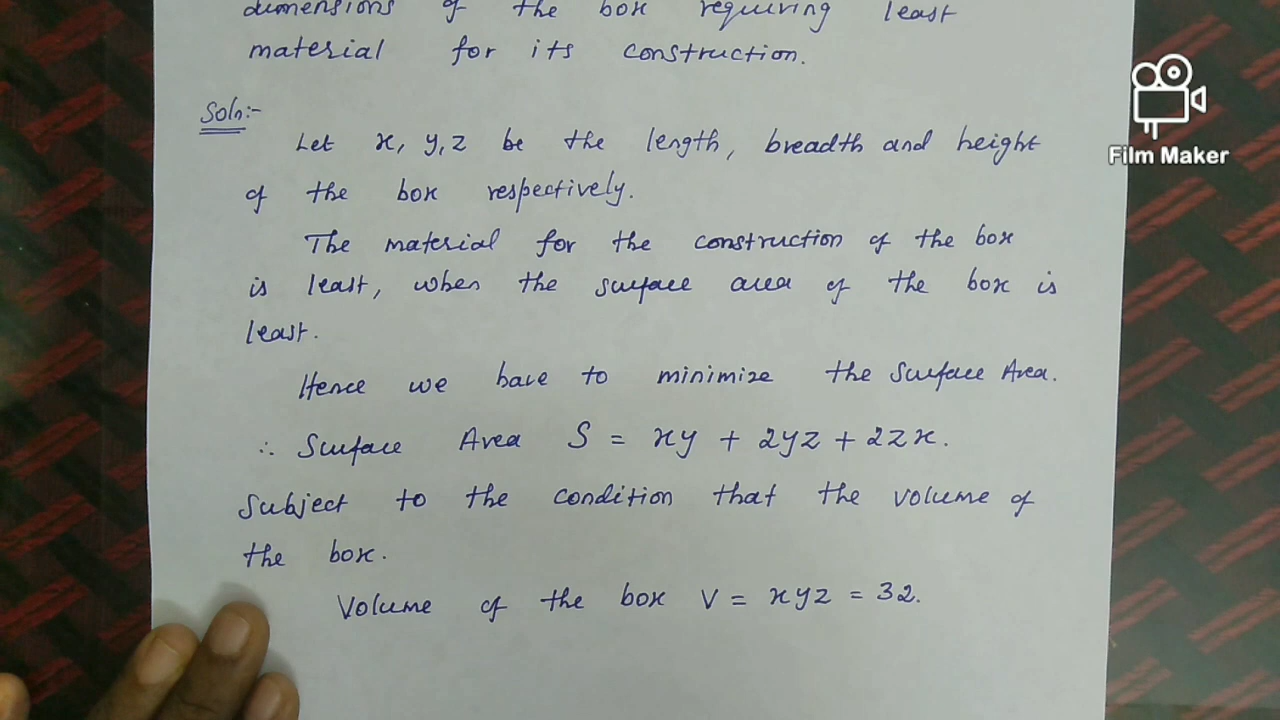 dimensions of the box requiring least
material for its construction.
Soln:-
Let x, y, z be the length, breadth and height
of the box respectively.
The material for the construction of the box
is least, when the surface area of the box is
least.
Hence we have to minimize the Surface Area.
∴ Surface Area S = xy + 2yz + 2zx.
Subject to the condition that the volume of
the box.
Volume of the box V = xyz = 32.
Film Maker